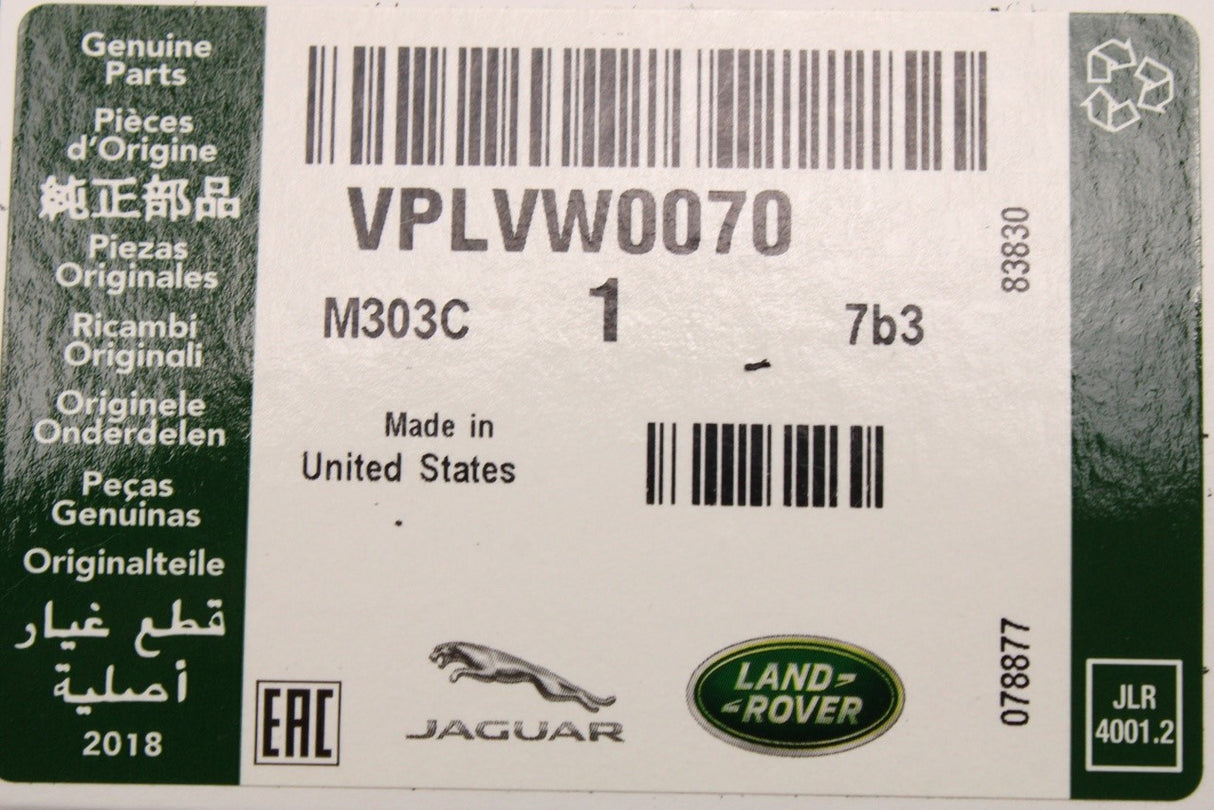 Genuine
Parts
Pièces
d'Origine
純正部品
Piezas
Originales
Ricambi
Originali
Originele
Onderdelen
Peças
Genuinas
Originalteile
قطع غيار
أصلية
2018
VPLVW0070
M303C 1 7b3
83830
Made in
United States
EAC
JAGUAR
LAND-
-ROVER
078877
JLR
4001.2